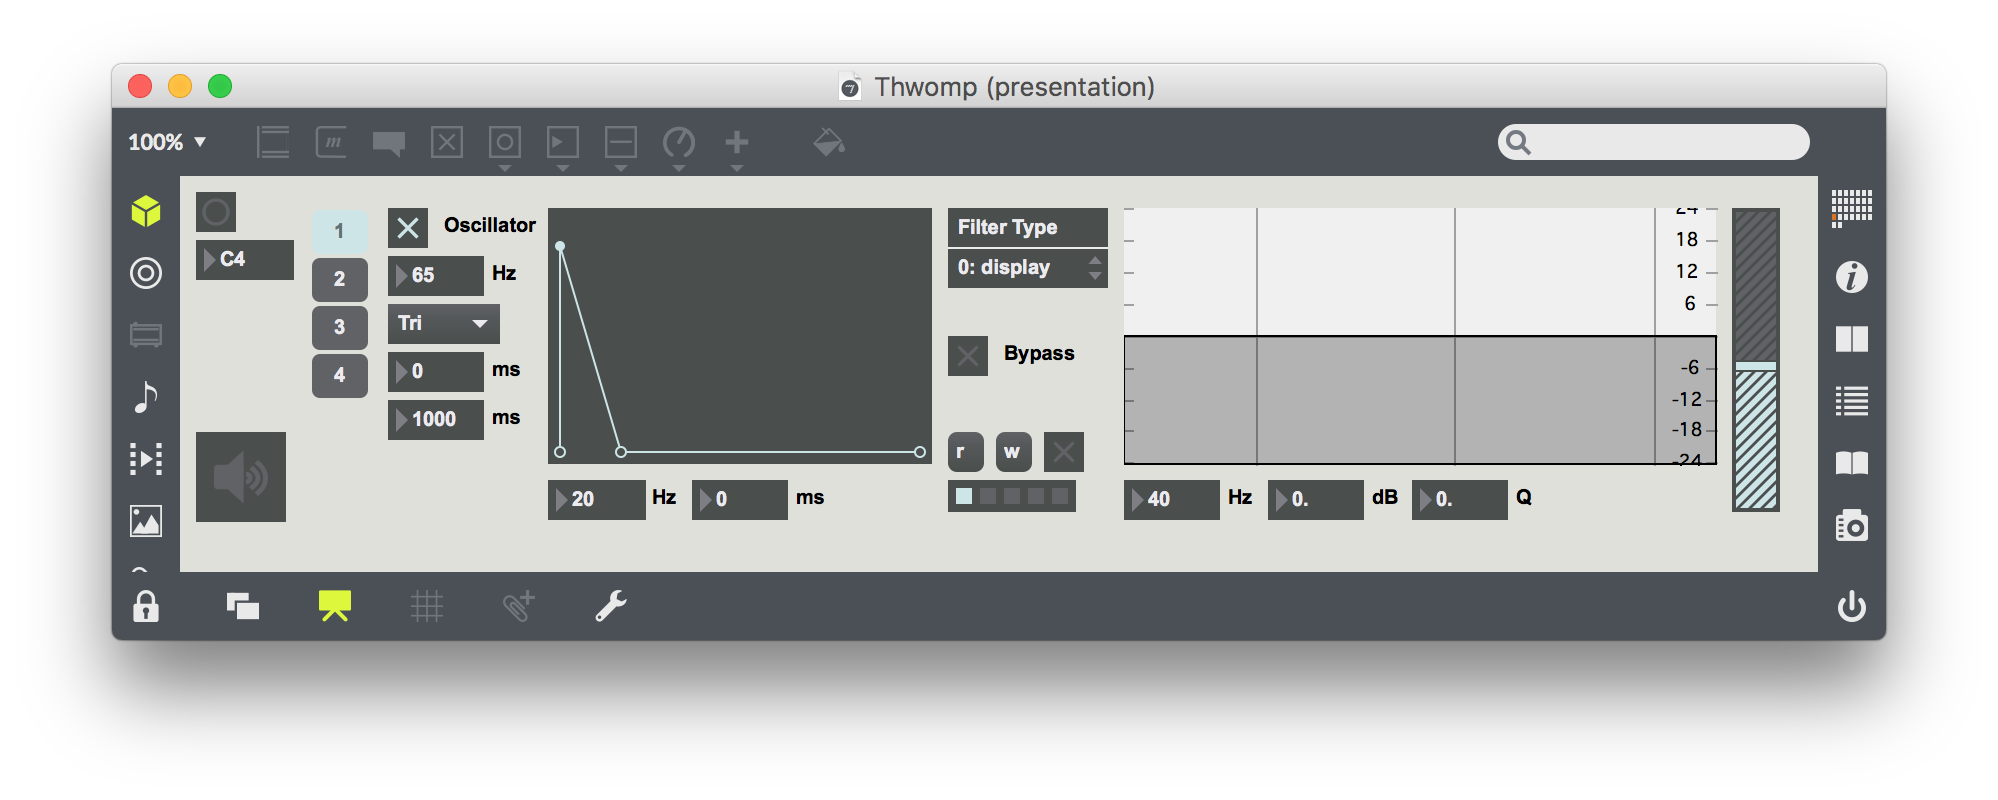 Thwomp (presentation)
100%
m
C4
1
2
3
4
Oscillator
65 Hz
Tri
0 ms
1000 ms
20 Hz
0 ms
Filter Type
0: display
Bypass
r w
24
18
12
6
-6
-12
-18
-24
40 Hz
0. dB
0. Q
i